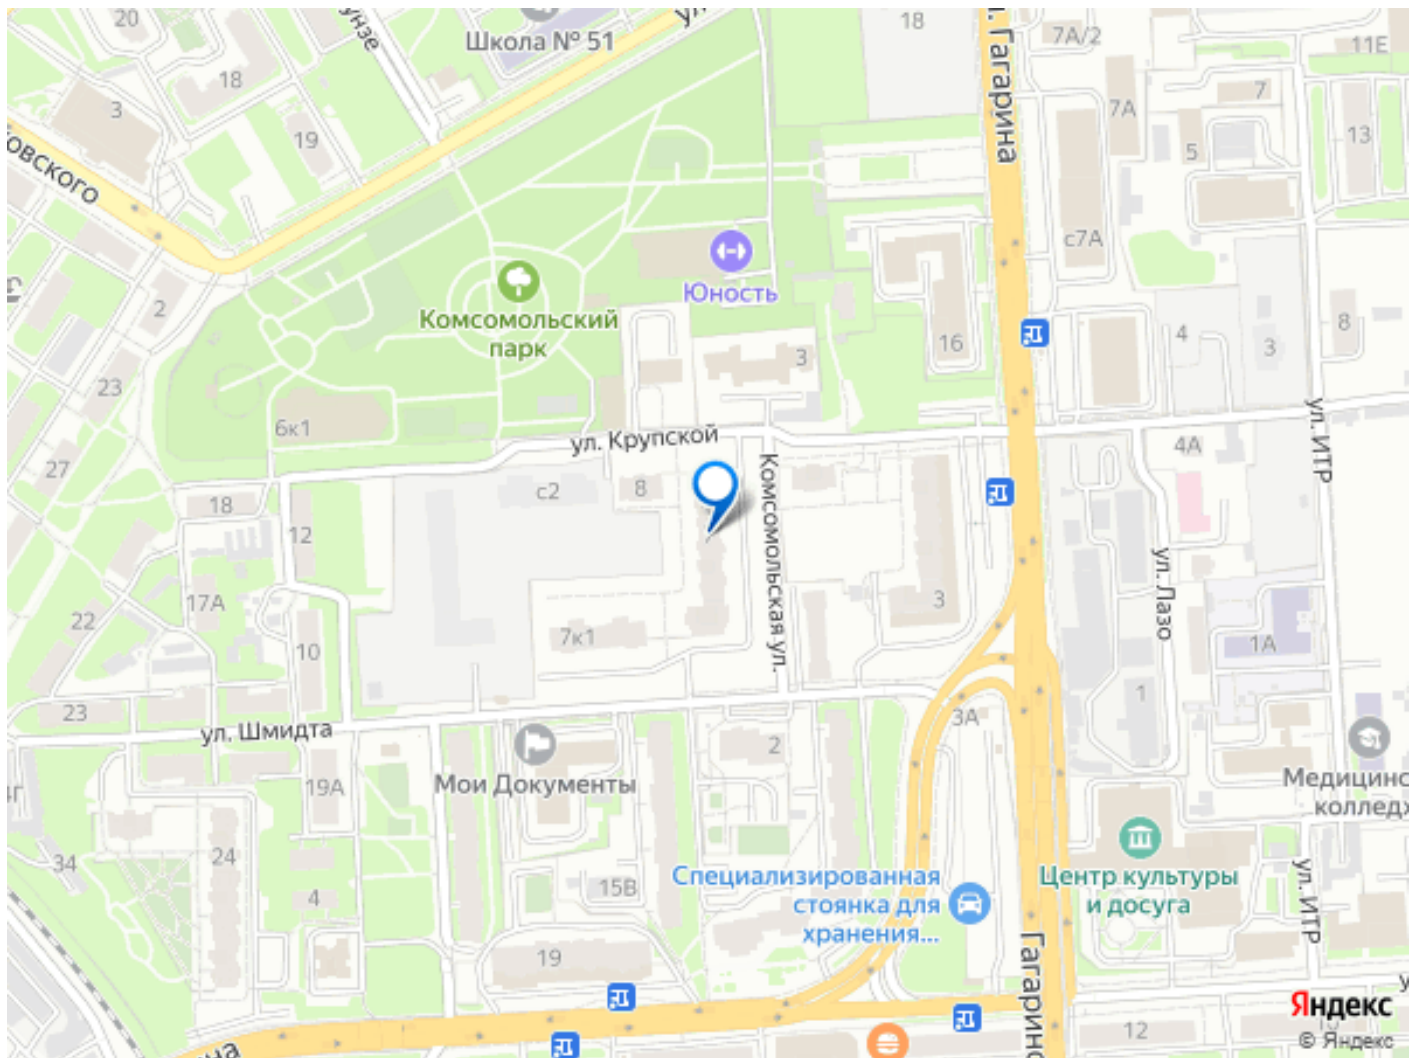 20
Школа № 51
18
7А/2
11Е
Гагарина
3
18
19
7А
7
5
13
с7А
Юность
2
Комсомольский
парк
3
16
4
3
8
23
6к1
ул. Крупской
27
4А
ул. ИТР
18
с2
8
Комсомольская ул.
12
17А
22
ул. Лазо
3
7к1
10
1А
1
23
ул. Шмидта
3А
2
Мои Документы
19А
24
34
4
15В
Специализированная
стоянка для
хранения...
Центр культуры
и досуга
ул. ИТР
19
12
Яндекс
© Яндекс